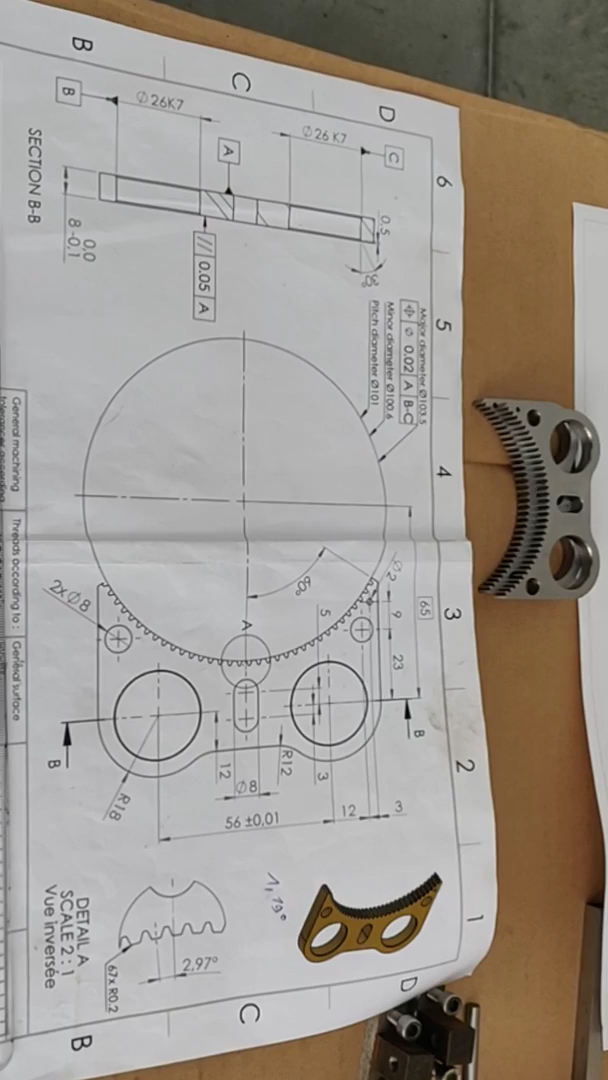 B
C
D
6
5
4
3
2
1
D
C
B
B
Ø26K7
A
Ø26 K7
C
0,5
SECTION B-B
8
0,0
-0,1
// 0.05 A
Major diameter Ø103.5
⌖ Ø 0.02 A B-C
Minor diameter Ø100.6
Pitch diameter Ø101
65
9
23
5
A
2xØ8
B
B
12
Ø8
R12
3
12
3
56 ±0,01
R18
1,19°
2,97°
67x R0.2
DETAIL A
SCALE 2 : 1
Vue inversée
General machining
Threads according to :
General surface